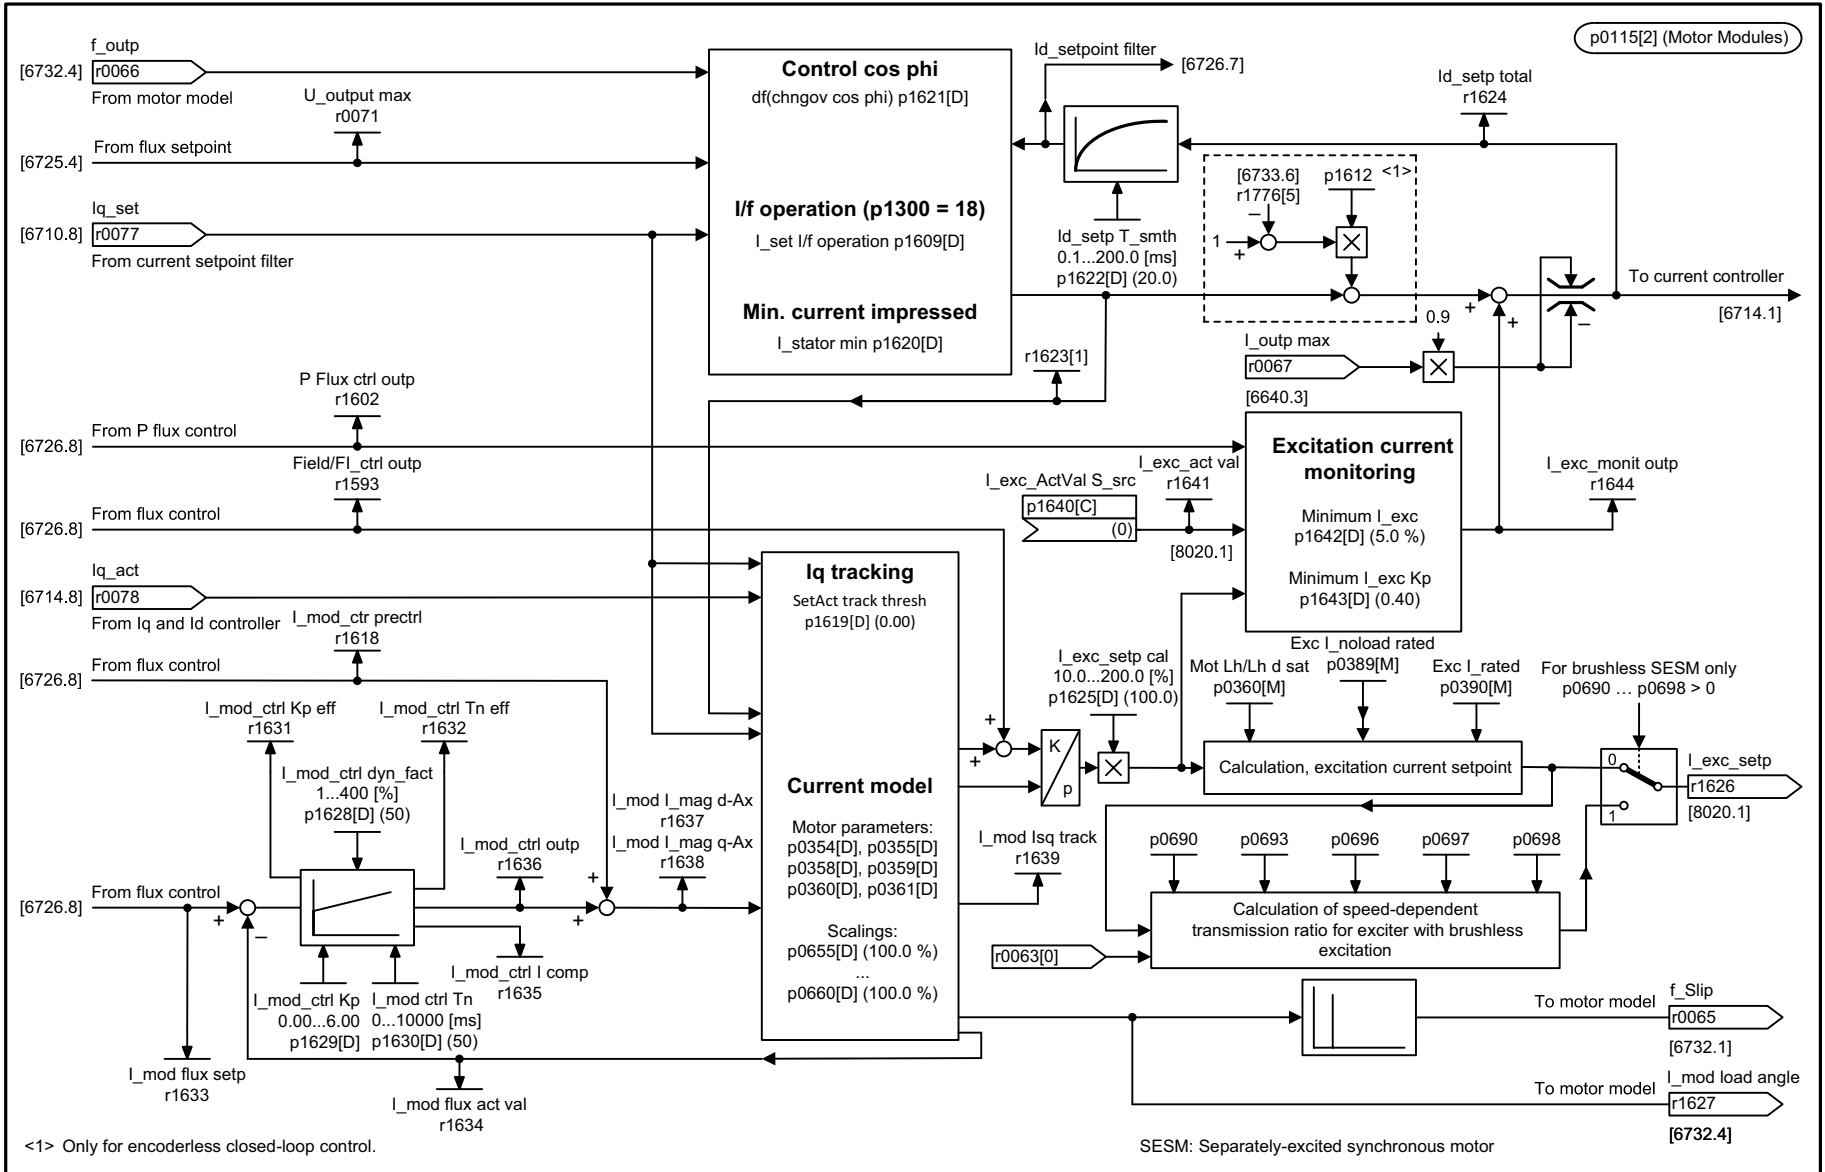 p0115[2] (Motor Modules)
f_outp
[6732.4]
r0066
From motor model
U_output max
r0071
[6725.4]
From flux setpoint
Iq_set
[6710.8]
r0077
From current setpoint filter
Control cos phi
df(chngov cos phi) p1621[D]
I/f operation (p1300 = 18)
I_set I/f operation p1609[D]
Min. current impressed
I_stator min p1620[D]
Id_setpoint filter
[6726.7]
Id_setp total
r1624
Id_setp T_smth
0.1...200.0 [ms]
p1622[D] (20.0)
[6733.6]
r1776[5]
p1612
<1>
–
1
+
+
+
–
To current controller
[6714.1]
0.9
I_outp max
r0067
[6640.3]
r1623[1]
P Flux ctrl outp
r1602
[6726.8]
From P flux control
Field/Fl_ctrl outp
r1593
[6726.8]
From flux control
I_exc_ActVal S_src
p1640[C]
(0)
I_exc_act val
r1641
[8020.1]
Excitation current
monitoring
Minimum I_exc
p1642[D] (5.0 %)
Minimum I_exc Kp
p1643[D] (0.40)
I_exc_monit outp
r1644
Iq_act
[6714.8]
r0078
From Iq and Id controller
I_mod_ctr prectrl
r1618
[6726.8]
From flux control
Iq tracking
SetAct track thresh
p1619[D] (0.00)
Current model
Motor parameters:
p0354[D], p0355[D]
p0358[D], p0359[D]
p0360[D], p0361[D]
Scalings:
p0655[D] (100.0 %)
...
p0660[D] (100.0 %)
+
+
K
p
I_exc_setp cal
10.0...200.0 [%]
p1625[D] (100.0)
Mot Lh/Lh d sat
p0360[M]
Exc I_noload rated
p0389[M]
Exc I_rated
p0390[M]
Calculation, excitation current setpoint
For brushless SESM only
p0690 … p0698 > 0
0
1
I_exc_setp
r1626
[8020.1]
p0690
p0693
p0696
p0697
p0698
Calculation of speed-dependent
transmission ratio for exciter with brushless
excitation
r0063[0]
I_mod Isq track
r1639
I_mod_ctrl Kp eff
r1631
I_mod_ctrl Tn eff
r1632
I_mod_ctrl dyn_fact
1...400 [%]
p1628[D] (50)
I_mod_ctrl outp
r1636
I_mod I_mag d-Ax
r1637
I_mod I_mag q-Ax
r1638
[6726.8]
From flux control
+
–
+
+
I_mod_ctrl I comp
r1635
I_mod_ctrl Kp
0.00...6.00
p1629[D]
I_mod ctrl Tn
0...10000 [ms]
p1630[D] (50)
I_mod flux setp
r1633
I_mod flux act val
r1634
To motor model
f_Slip
r0065
[6732.1]
To motor model
I_mod load angle
r1627
[6732.4]
<1> Only for encoderless closed-loop control.
SESM: Separately-excited synchronous motor